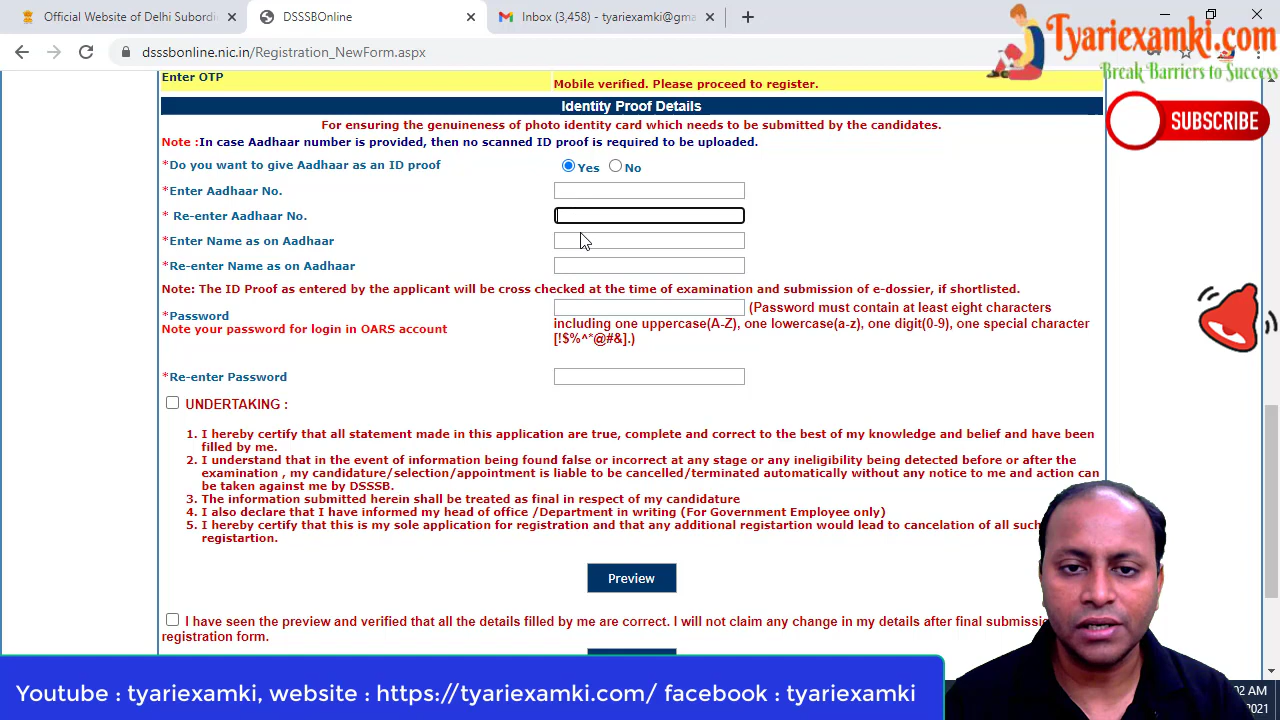 Official Website of Delhi Subordi
DSSSBOnline
Inbox (3,458) - tyariexamki@gma
dsssbonline.nic.in/Registration_NewForm.aspx
Tyariexamki.com
Break Barriers to Success
SUBSCRIBE
Enter OTP
Mobile verified. Please proceed to register.
Identity Proof Details
For ensuring the genuineness of photo identity card which needs to be submitted by the candidates.
Note : In case Aadhaar number is provided, then no scanned ID proof is required to be uploaded.
*Do you want to give Aadhaar as an ID proof
Yes No
*Enter Aadhaar No.
* Re-enter Aadhaar No.
*Enter Name as on Aadhaar
*Re-enter Name as on Aadhaar
Note: The ID Proof as entered by the applicant will be cross checked at the time of examination and submission of e-dossier, if shortlisted.
*Password
Note your password for login in OARS account
(Password must contain at least eight characters
including one uppercase(A-Z), one lowercase(a-z), one digit(0-9), one special character
[!$%^*@#&].)
*Re-enter Password
UNDERTAKING :
1. I hereby certify that all statement made in this application are true, complete and correct to the best of my knowledge and belief and have been
filled by me.
2. I understand that in the event of information being found false or incorrect at any stage or any ineligibility being detected before or after the
examination , my candidature/selection/appointment is liable to be cancelled/terminated automatically without any notice to me and action can
be taken against me by DSSSB.
3. The information submitted herein shall be treated as final in respect of my candidature
4. I also declare that I have informed my head of office /Department in writing (For Government Employee only)
5. I hereby certify that this is my sole application for registration and that any additional registartion would lead to cancelation of all such
registartion.
Preview
I have seen the preview and verified that all the details filled by me are correct. I will not claim any change in my details after final
registration form.
Youtube : tyariexamki, website : https://tyariexamki.com/ facebook : tyariexamki
02 AM
2021